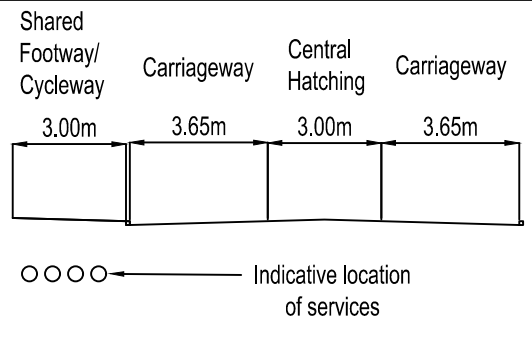 Shared
Footway/
Cycleway
Carriageway
Central
Hatching
Carriageway
3.00m
3.65m
3.00m
3.65m
Indicative location
of services